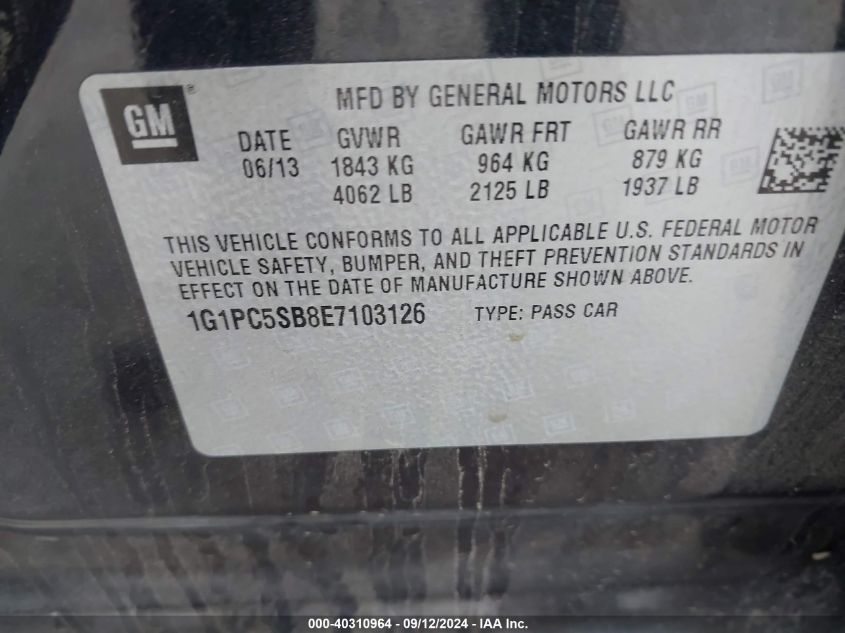 GM ®
MFD BY GENERAL MOTORS LLC
DATE GVWR GAWR FRT GAWR RR
06/13 1843 KG 964 KG 879 KG
4062 LB 2125 LB 1937 LB
THIS VEHICLE CONFORMS TO ALL APPLICABLE U.S. FEDERAL MOTOR
VEHICLE SAFETY, BUMPER, AND THEFT PREVENTION STANDARDS IN
EFFECT ON THE DATE OF MANUFACTURE SHOWN ABOVE.
1G1PC5SB8E7103126 TYPE: PASS CAR
000-40310964 - 09/12/2024 - IAA Inc.